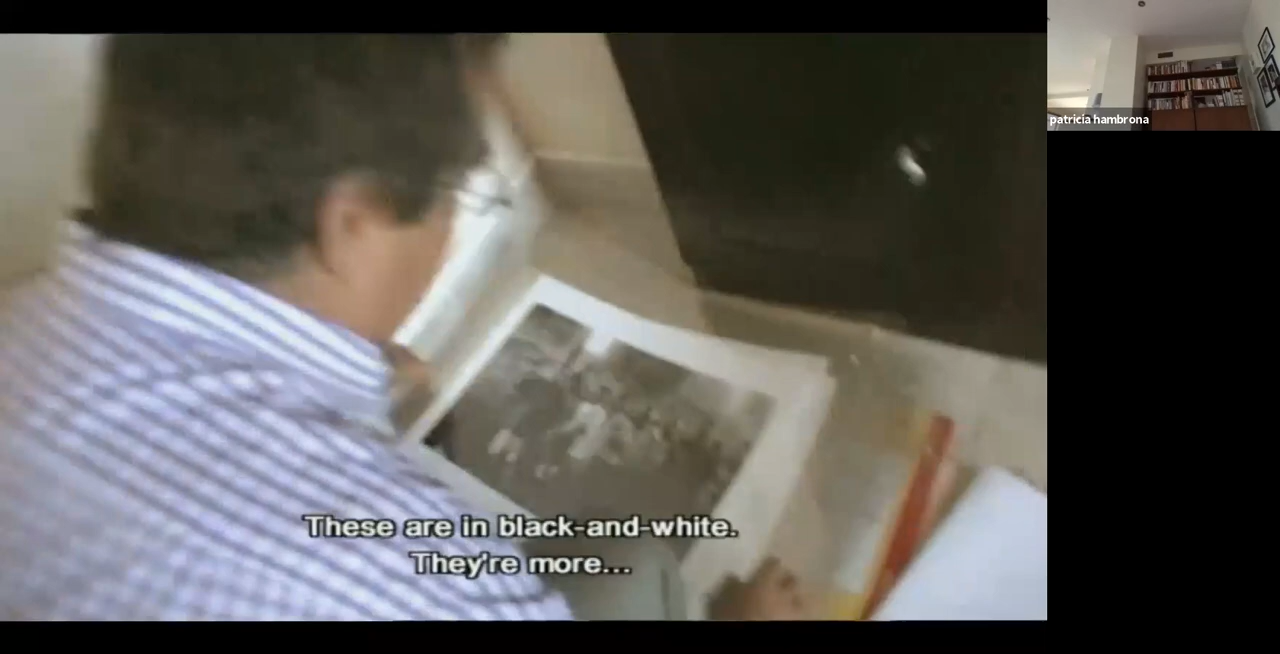 patricia hambrona
These are in black-and-white.
They're more...